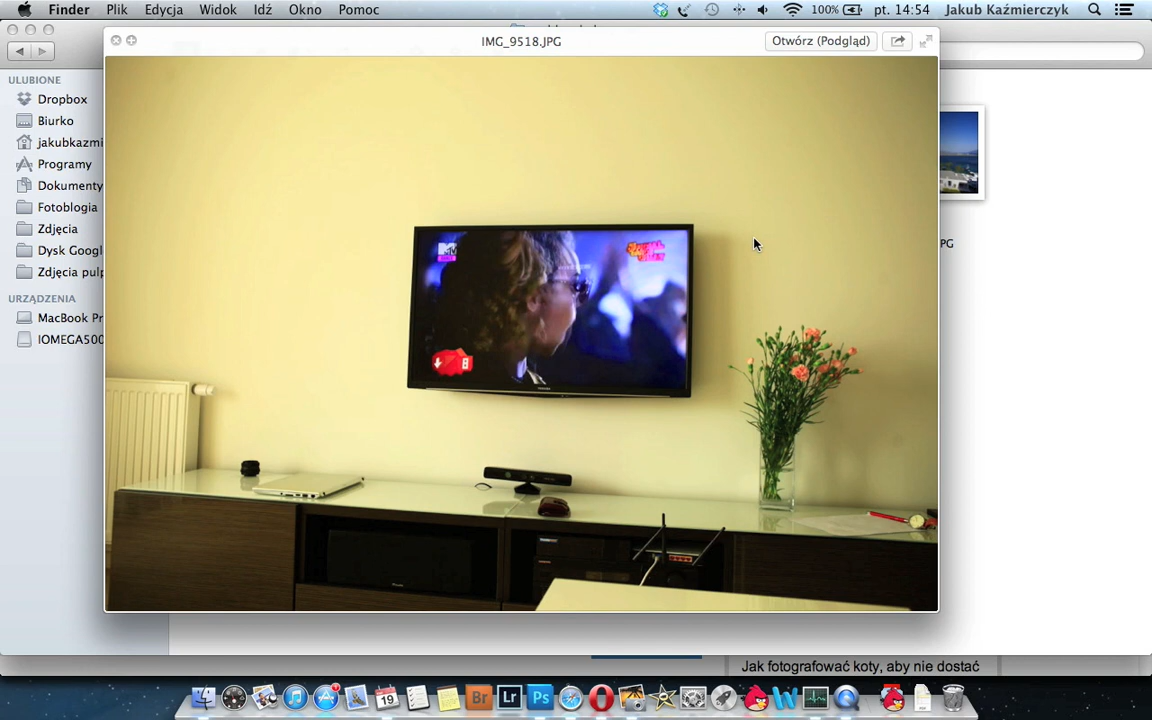 Finder Plik Edycja Widok Idź Okno Pomoc 100% pt. 14:54 Jakub Kaźmierczyk
IMG_9518.JPG Otwórz (Podgląd)
ULUBIONE
Dropbox
Biurko
jakubkazmi
Programy
Dokumenty
Fotoblogia
Zdjęcia
Dysk Googl
Zdjęcia pulp
URZĄDZENIA
MacBook Pr
IOMEGA500
PG
MTV
TOSHIBA
8
Jak fotografować koty, aby nie dostać
19
Br Lr Ps